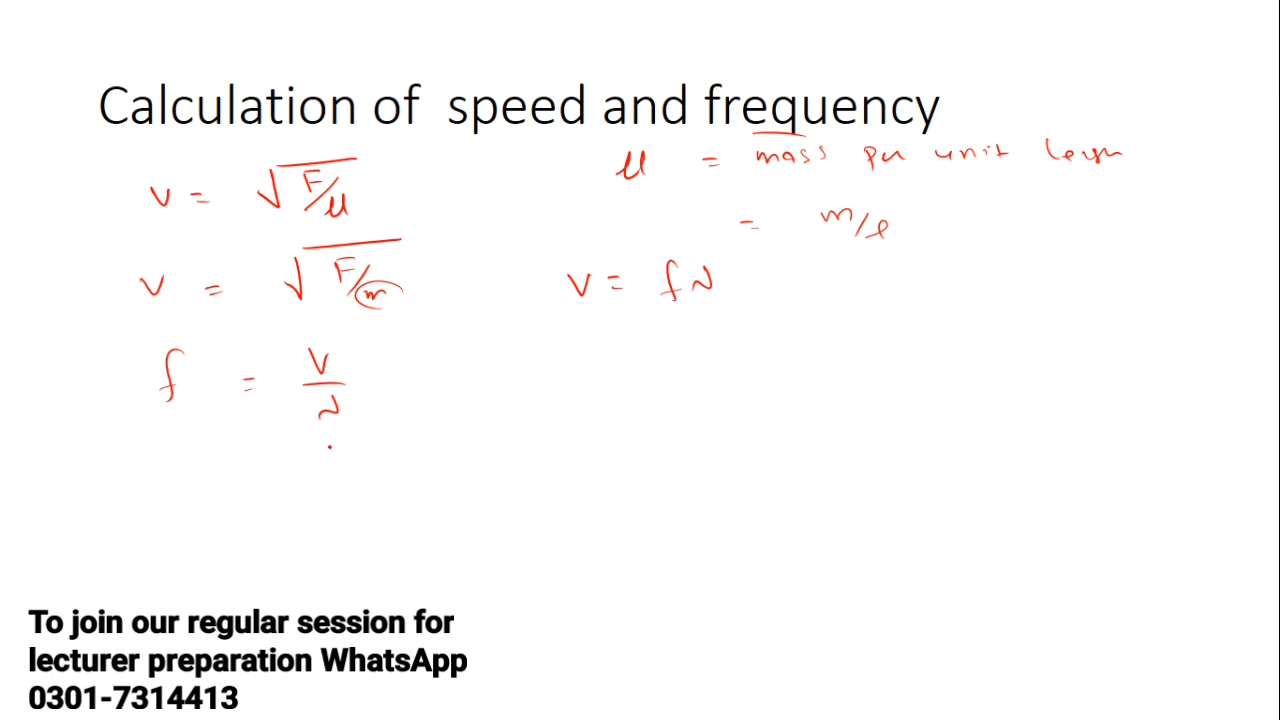 Calculation of speed and frequency
v = √F/μ
μ = mass per unit length
= m/l
v = √F/m
v = fλ
f = v/λ
To join our regular session for
lecturer preparation WhatsApp
0301-7314413